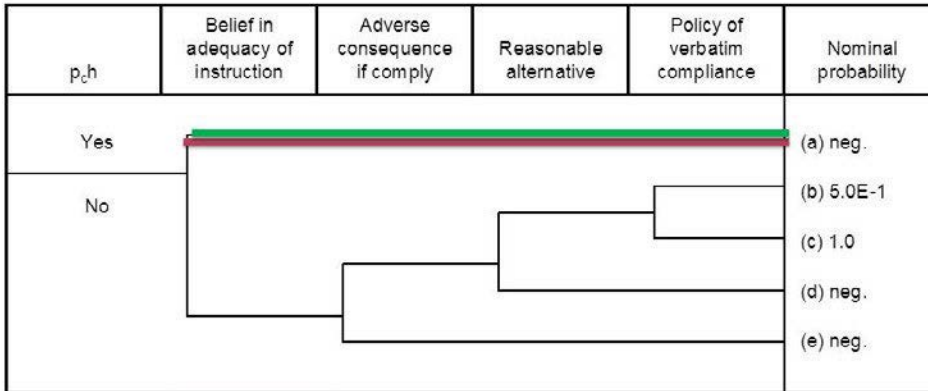 p_ch
Belief in
adequacy of
instruction
Adverse
consequence
if comply
Reasonable
alternative
Policy of
verbatim
compliance
Nominal
probability
Yes
No
(a) neg.
(b) 5.0E-1
(c) 1.0
(d) neg.
(e) neg.